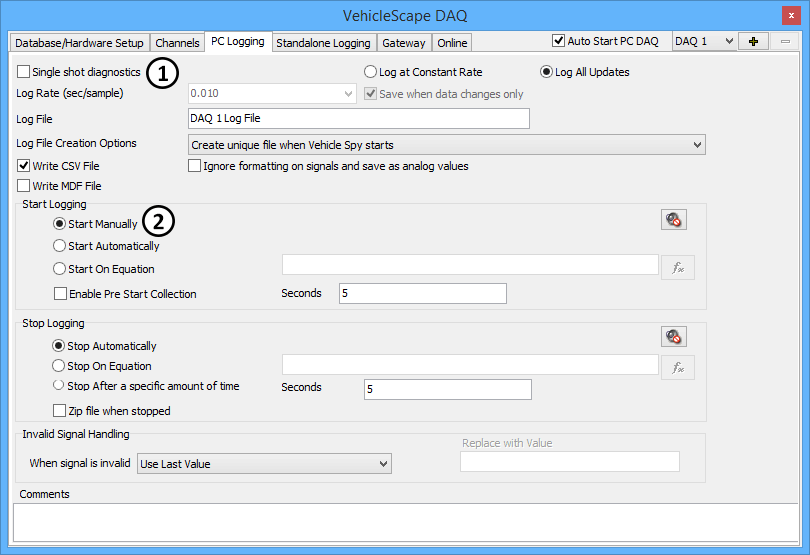 VehicleScape DAQ x
Database/Hardware Setup Channels PC Logging Standalone Logging Gateway Online Auto Start PC DAQ DAQ 1
Single shot diagnostics 1 Log at Constant Rate Log All Updates
Log Rate (sec/sample) 0.010 Save when data changes only
Log File DAQ 1 Log File
Log File Creation Options Create unique file when Vehicle Spy starts
Write CSV File Ignore formatting on signals and save as analog values
Write MDF File
Start Logging
Start Manually 2
Start Automatically
Start On Equation fx
Enable Pre Start Collection Seconds 5
Stop Logging
Stop Automatically
Stop On Equation fx
Stop After a specific amount of time Seconds 5
Zip file when stopped
Invalid Signal Handling
Replace with Value
When signal is invalid Use Last Value
Comments